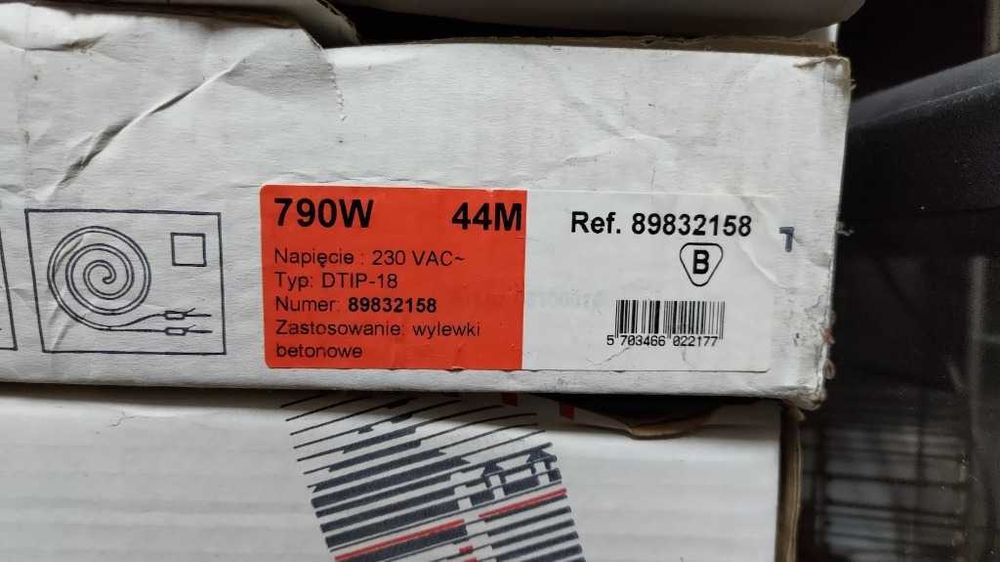 790W 44M
Napięcie : 230 VAC~
Typ: DTIP-18
Numer: 89832158
Zastosowanie: wylewki
betonowe
Ref. 89832158
B
5 703466 022177